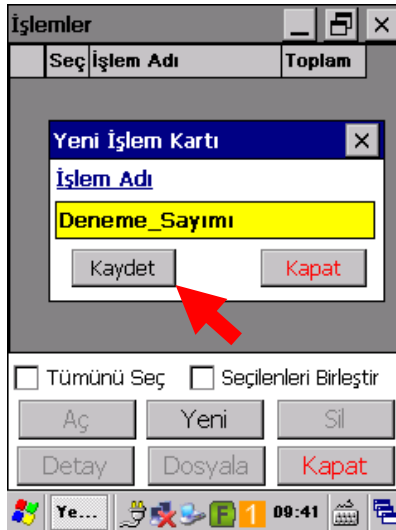 İşlemler
Seç İşlem Adı Toplam
Yeni İşlem Kartı
İşlem Adı
Deneme_Sayımı
Kaydet Kapat
Tümünü Seç Seçilenleri Birleştir
Aç Yeni Sil
Detay Dosyala Kapat
Ye... F 1 09:41